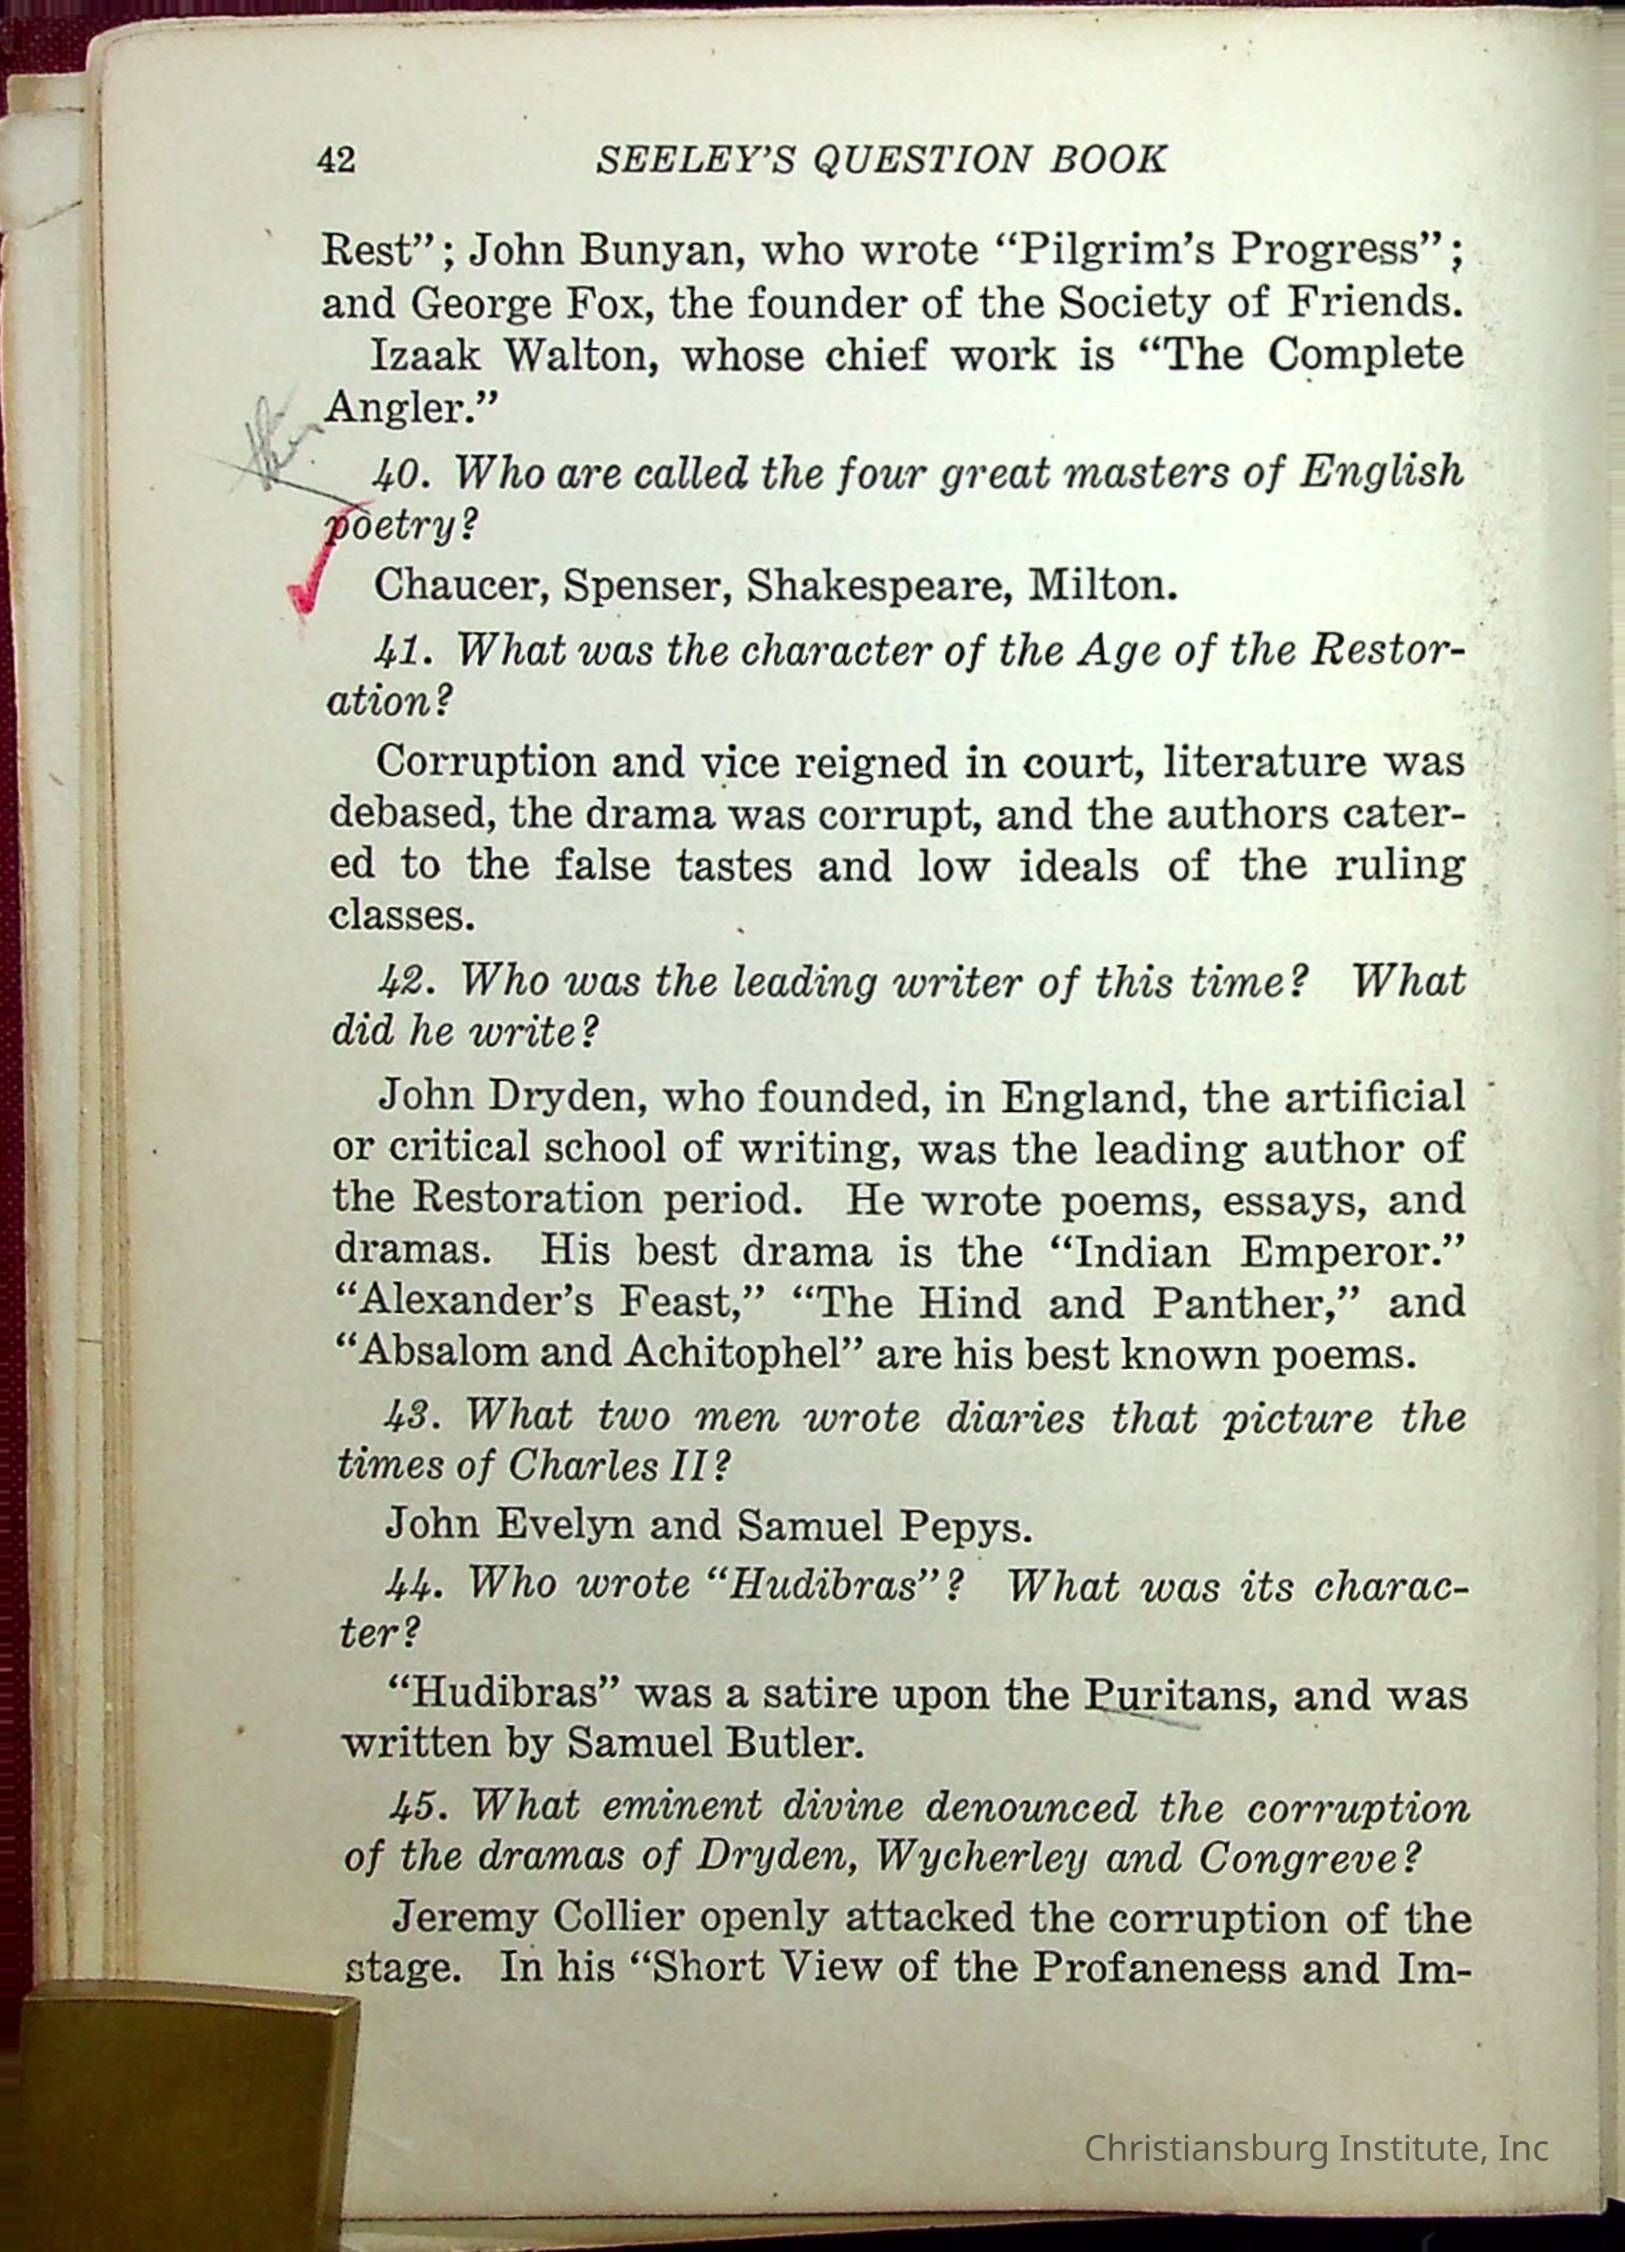 42 SEELEY'S QUESTION BOOK
Rest”; John Bunyan, who wrote “Pilgrim's Progress”;
and George Fox, the founder of the Society of Friends.
Izaak Walton, whose chief work is “The Complete
Angler.”
40. Who are called the four great masters of English
poetry?
Chaucer, Spenser, Shakespeare, Milton.
41. What was the character of the Age of the Restor-
ation?
Corruption and vice reigned in court, literature was
debased, the drama was corrupt, and the authors cater-
ed to the false tastes and low ideals of the ruling
classes.
42. Who was the leading writer of this time? What
did he write?
John Dryden, who founded, in England, the artificial
or critical school of writing, was the leading author of
the Restoration period. He wrote poems, essays, and
dramas. His best drama is the “Indian Emperor.”
“Alexander's Feast,” “The Hind and Panther,” and
“Absalom and Achitophel” are his best known poems.
43. What two men wrote diaries that picture the
times of Charles II?
John Evelyn and Samuel Pepys.
44. Who wrote “Hudibras”? What was its charac-
ter?
“Hudibras” was a satire upon the Puritans, and was
written by Samuel Butler.
45. What eminent divine denounced the corruption
of the dramas of Dryden, Wycherley and Congreve?
Jeremy Collier openly attacked the corruption of the
stage. In his “Short View of the Profaneness and Im-
Christiansburg Institute, Inc